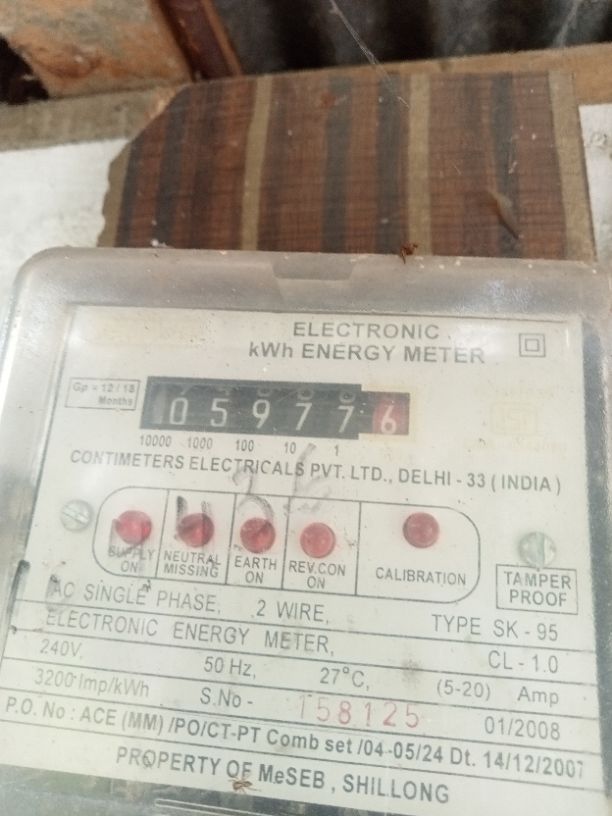 ELECTRONIC
kWh ENERGY METER
Gp = 12 / 18
Months
059776
10000 1000 100 10 1
CONTIMETERS ELECTRICALS PVT. LTD., DELHI - 33 ( INDIA )
SUPPLY ON NEUTRAL MISSING EARTH ON REV.CON ON CALIBRATION
TAMPER PROOF
AC SINGLE PHASE, 2 WIRE, TYPE SK - 95
ELECTRONIC ENERGY METER, CL - 1.0
240V. 50 Hz, 27°C, (5-20) Amp
3200 Imp/kWh S.No - 158125 01/2008
P.O. No : ACE (MM) /PO/CT-PT Comb set /04-05/24 Dt. 14/12/2007
PROPERTY OF MeSEB , SHILLONG